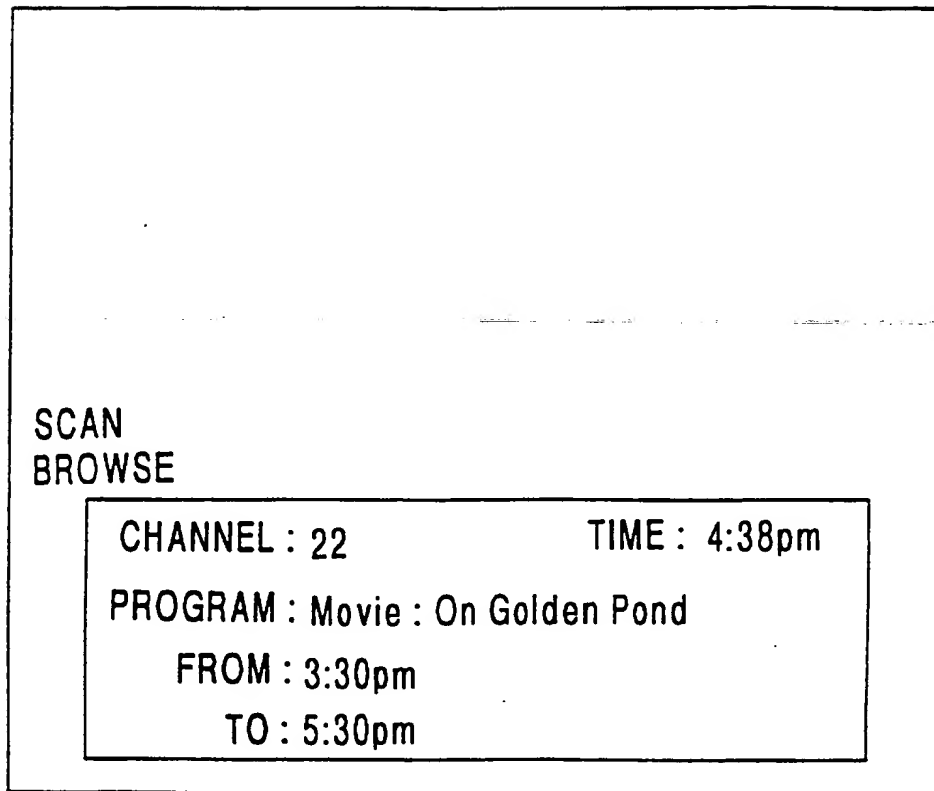 SCAN
BROWSE
CHANNEL : 22 TIME : 4:38pm
PROGRAM : Movie : On Golden Pond
FROM : 3:30pm
TO : 5:30pm